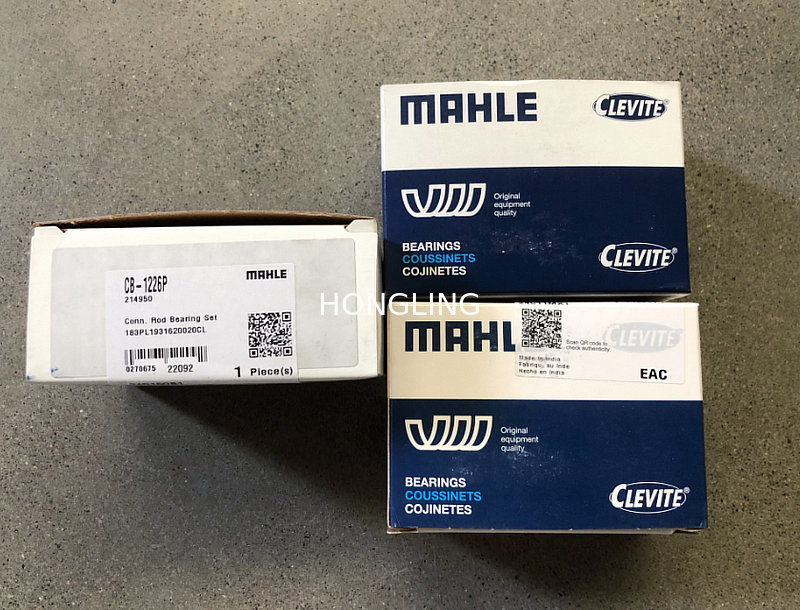 MAHLE
CLEVITE®
Original
equipment
quality
BEARINGS
COUSSINETS
COJINETES
CLEVITE®
CB-1226P
214950
MAHLE
Conn. Rod Bearing Set
183PL1931620020CL
0270675 22092
1 Piece(s)
HONGLING
MAHL
Scan QR code to
check authenticity
CLEVITE
Made in India
Fabriqu, au Inde
Hecho en India
EAC
Original
equipment
quality
BEARINGS
COUSSINETS
COJINETES
CLEVITE®